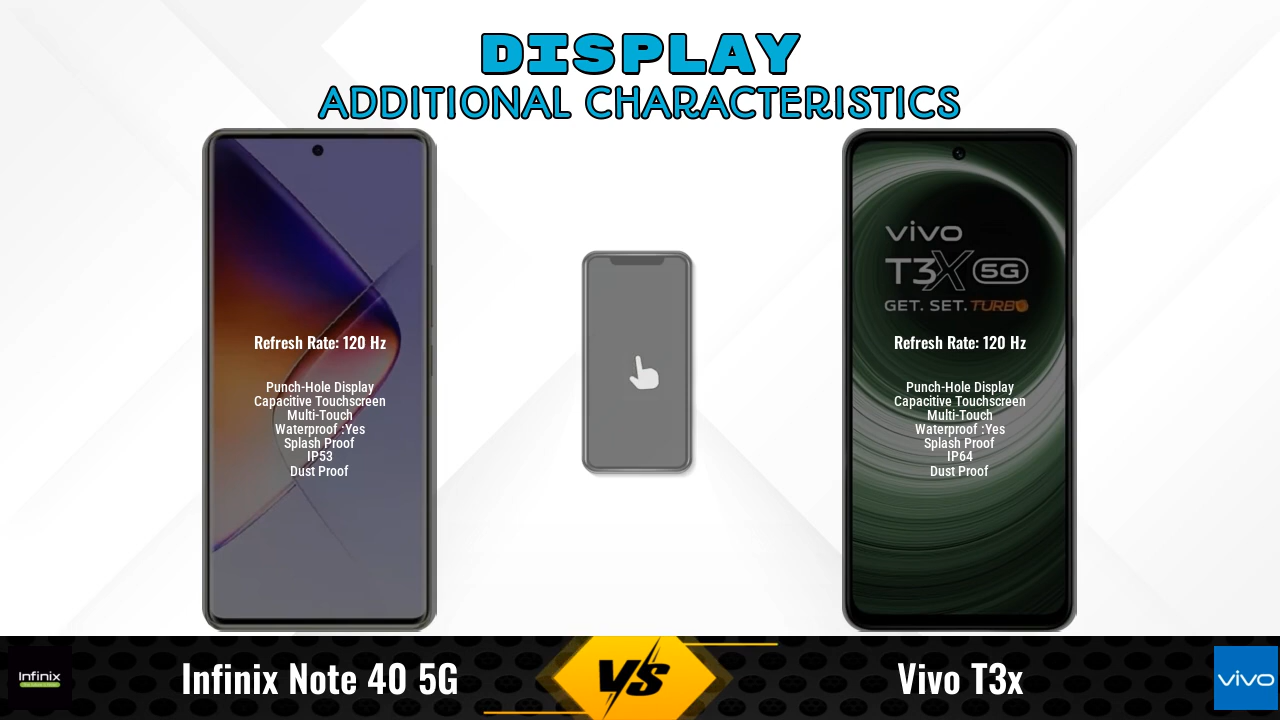 DISPLAY
ADDITIONAL CHARACTERISTICS
Refresh Rate: 120 Hz
Punch-Hole Display
Capacitive Touchscreen
Multi-Touch
Waterproof :Yes
Splash Proof
IP53
Dust Proof
vivo
T3X 5G
GET. SET. TURBO
Refresh Rate: 120 Hz
Punch-Hole Display
Capacitive Touchscreen
Multi-Touch
Waterproof :Yes
Splash Proof
IP64
Dust Proof
Infinix
Infinix Note 40 5G
VS
Vivo T3x
vivo